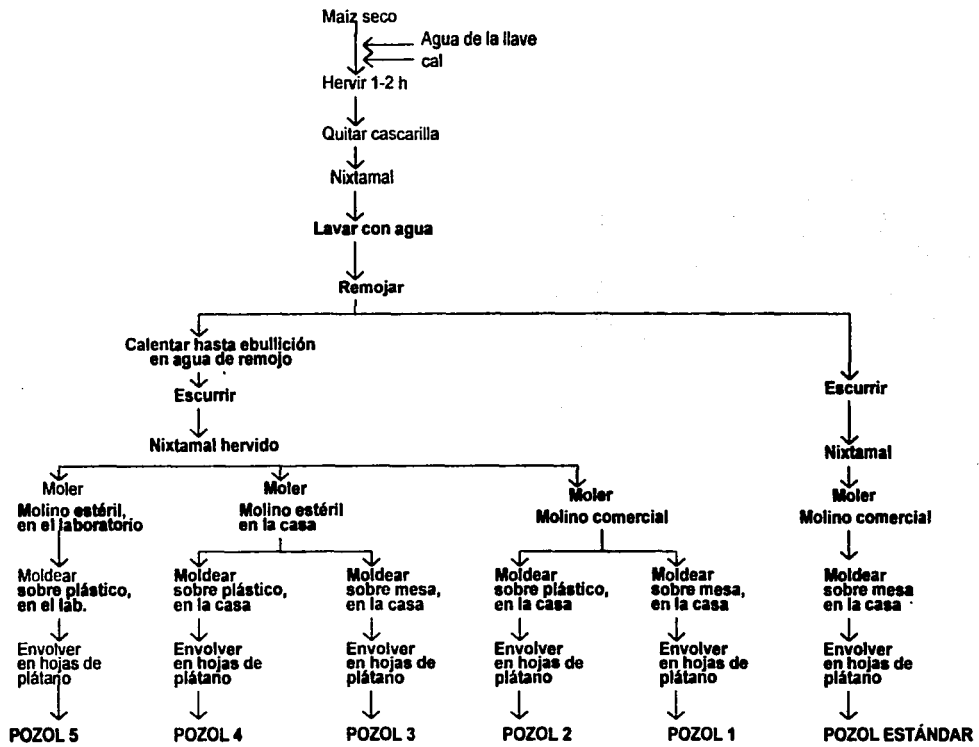 Maíz seco
Agua de la llave
cal
Hervir 1-2 h
Quitar cascarilla
Nixtamal
Lavar con agua
Remojar
Calentar hasta ebullición
en agua de remojo
Escurrir
Nixtamal hervido
Escurrir
Nixtamal
Moler
Molino estéril,
en el laboratorio
Moler
Molino estéril
en la casa
Moler
Molino comercial
Moler
Molino comercial
Moldear
sobre plástico,
en el lab.
Moldear
sobre plástico,
en la casa
Moldear
sobre mesa,
en la casa
Moldear
sobre plástico,
en la casa
Moldear
sobre mesa,
en la casa
Moldear
sobre mesa
en la casa
Envolver
en hojas de
plátano
Envolver
en hojas de
plátano
Envolver
en hojas de
plátano
Envolver
en hojas de
plátano
Envolver
en hojas de
plátano
Envolver
en hojas de
plátano
POZOL 5
POZOL 4
POZOL 3
POZOL 2
POZOL 1
POZOL ESTÁNDAR